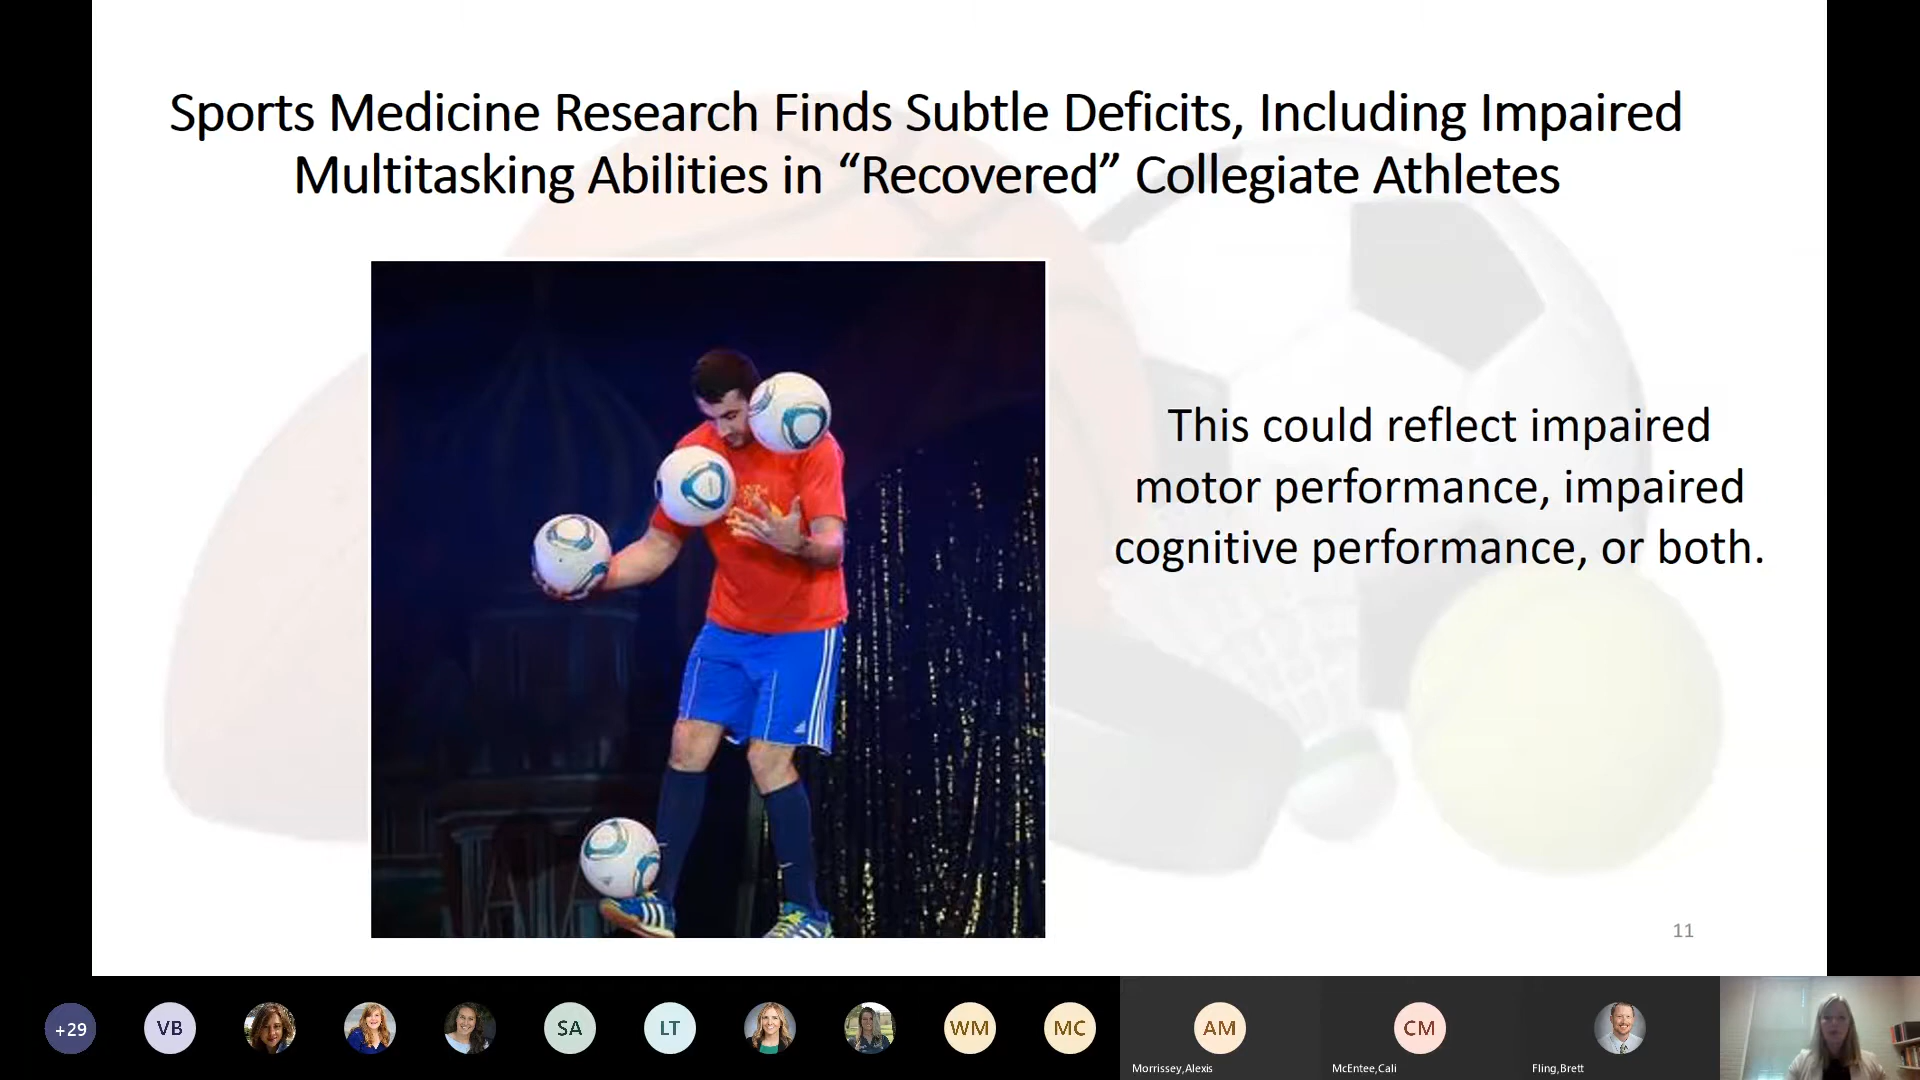 Sports Medicine Research Finds Subtle Deficits, Including Impaired
Multitasking Abilities in “Recovered” Collegiate Athletes
This could reflect impaired
motor performance, impaired
cognitive performance, or both.
11
+29
VB
SA
LT
WM
MC
AM
CM
Morrissey,Alexis
McEntee,Cali
Fling,Brett